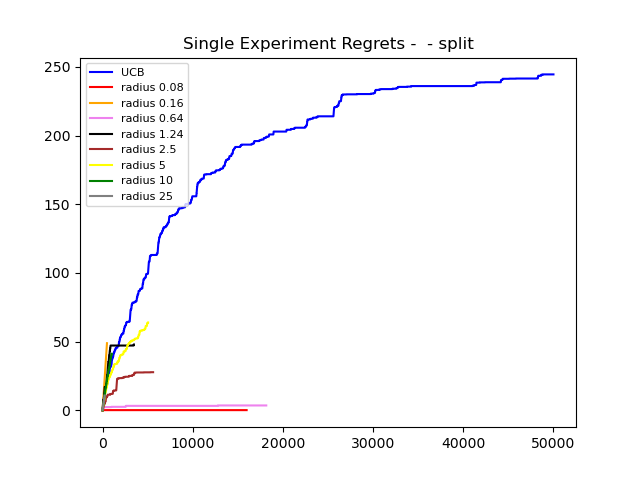 Single Experiment Regrets -  - split
UCB
radius 0.08
radius 0.16
radius 0.64
radius 1.24
radius 2.5
radius 5
radius 10
radius 25
250
200
150
100
50
0
0 10000 20000 30000 40000 50000